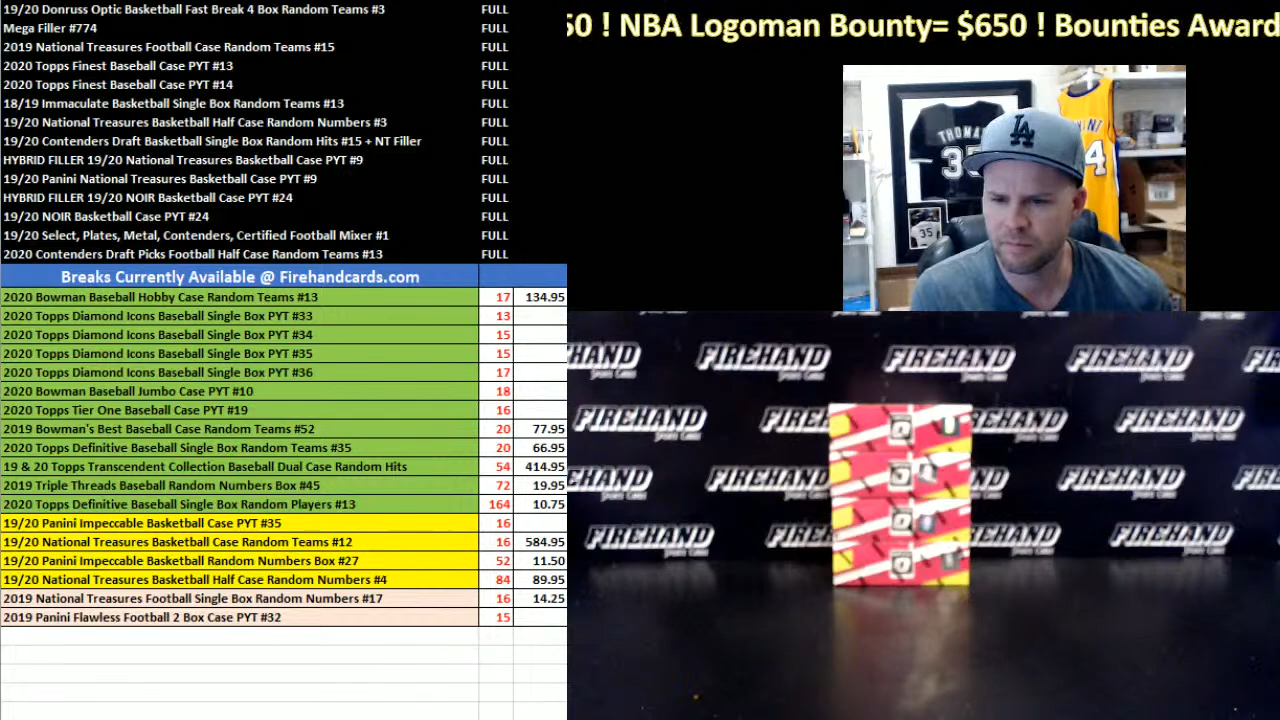 19/20 Donruss Optic Basketball Fast Break 4 Box Random Teams #3 FULL
Mega Filler #774 FULL
2019 National Treasures Football Case Random Teams #15 FULL
2020 Topps Finest Baseball Case PYT #13 FULL
2020 Topps Finest Baseball Case PYT #14 FULL
18/19 Immaculate Basketball Single Box Random Teams #13 FULL
19/20 National Treasures Basketball Half Case Random Numbers #3 FULL
19/20 Contenders Draft Basketball Single Box Random Hits #15 + NT Filler FULL
HYBRID FILLER 19/20 National Treasures Basketball Case PYT #9 FULL
19/20 Panini National Treasures Basketball Case PYT #9 FULL
HYBRID FILLER 19/20 NOIR Basketball Case PYT #24 FULL
19/20 NOIR Basketball Case PYT #24 FULL
19/20 Select, Plates, Metal, Contenders, Certified Football Mixer #1 FULL
2020 Contenders Draft Picks Football Half Case Random Teams #13 FULL
Breaks Currently Available @ Firehandcards.com
2020 Bowman Baseball Hobby Case Random Teams #13 17 134.95
2020 Topps Diamond Icons Baseball Single Box PYT #33 13
2020 Topps Diamond Icons Baseball Single Box PYT #34 15
2020 Topps Diamond Icons Baseball Single Box PYT #35 15
2020 Topps Diamond Icons Baseball Single Box PYT #36 17
2020 Bowman Baseball Jumbo Case PYT #10 18
2020 Topps Tier One Baseball Case PYT #19 16
2019 Bowman's Best Baseball Case Random Teams #52 20 77.95
2020 Topps Definitive Baseball Single Box Random Teams #35 20 66.95
19 & 20 Topps Transcendent Collection Baseball Dual Case Random Hits 54 414.95
2019 Triple Threads Baseball Random Numbers Box #45 72 19.95
2020 Topps Definitive Baseball Single Box Random Players #13 164 10.75
19/20 Panini Impeccable Basketball Case PYT #35 16
19/20 National Treasures Basketball Case Random Teams #12 16 584.95
19/20 Panini Impeccable Basketball Random Numbers Box #27 52 11.50
19/20 National Treasures Basketball Half Case Random Numbers #4 84 89.95
2019 National Treasures Football Single Box Random Numbers #17 16 14.25
2019 Panini Flawless Football 2 Box Case PYT #32 15
50 ! NBA Logoman Bounty= $650 ! Bounties Award
THOMAS
35
35
LA
FIREHAND FIREHAND FIREHAND
FIREHAND FIREHAND
FIREHAND FIREHAND
FIREHAND FIREHAND FIREHAND